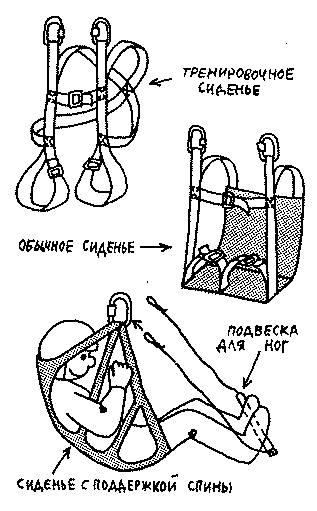 ТРЕНИРОВОЧНОЕ
СИДЕНЬЕ
ОБЫЧНОЕ СИДЕНЬЕ
ПОДВЕСКА
ДЛЯ НОГ
СИДЕНЬЕ С ПОДДЕРЖКОЙ СПИНЫ